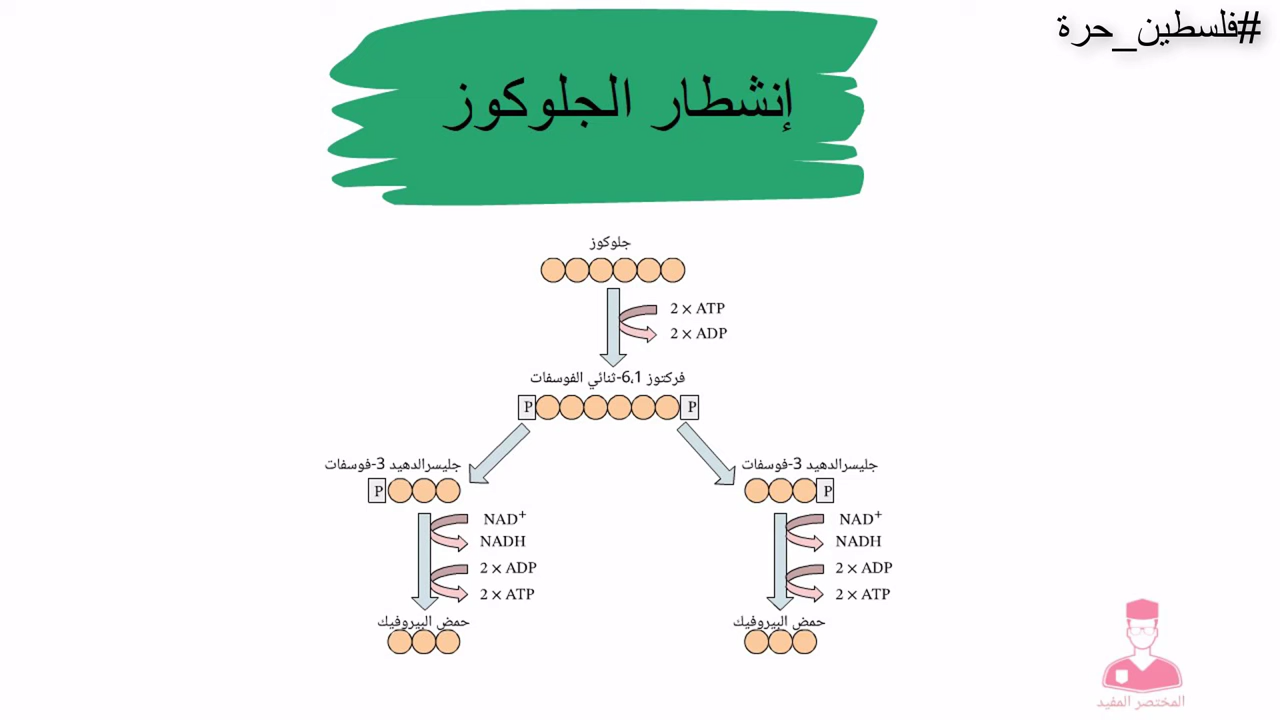 #فلسطين_حرة
إنشطار الجلوكوز
جلوكوز
2 × ATP
2 × ADP
فركتوز 6،1-ثنائي الفوسفات
P P
جليسرالدهيد 3-فوسفات
P
NAD⁺
NADH
2 × ADP
2 × ATP
حمض البيروفيك
جليسرالدهيد 3-فوسفات
P
NAD⁺
NADH
2 × ADP
2 × ATP
حمض البيروفيك
المختصر المفيد